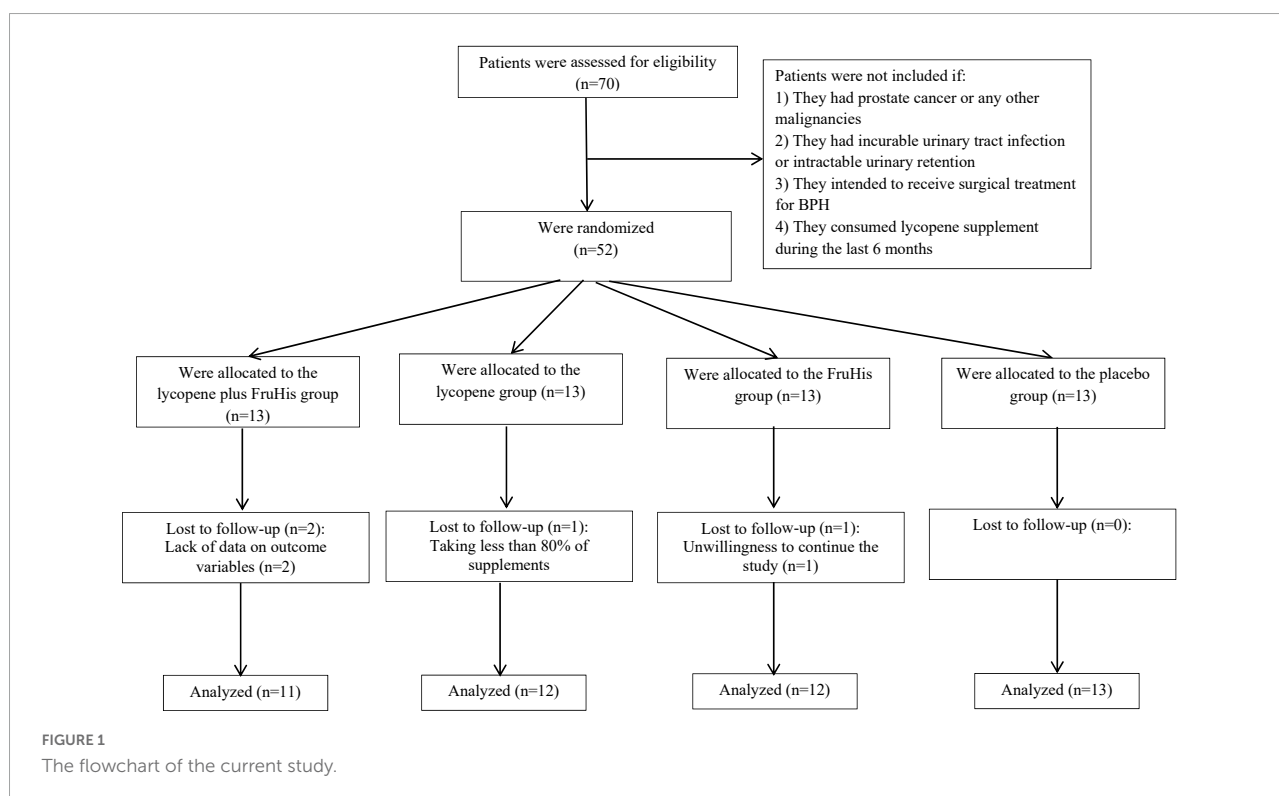 Patients were assessed for eligibility
(n=70)
Patients were not included if:
1) They had prostate cancer or any other
malignancies
2) They had incurable urinary tract infection
or intractable urinary retention
3) They intended to receive surgical treatment
for BPH
4) They consumed lycopene supplement
during the last 6 months
Were randomized
(n=52)
Were allocated to the
lycopene plus FruHis group
(n=13)
Were allocated to the
lycopene group (n=13)
Were allocated to the FruHis
group (n=13)
Were allocated to the placebo
group (n=13)
Lost to follow-up (n=2):
Lack of data on outcome
variables (n=2)
Lost to follow-up (n=1):
Taking less than 80% of
supplements
Lost to follow-up (n=1):
Unwillingness to continue the
study (n=1)
Lost to follow-up (n=0):
Analyzed (n=11)
Analyzed (n=12)
Analyzed (n=12)
Analyzed (n=13)
FIGURE 1
The flowchart of the current study.